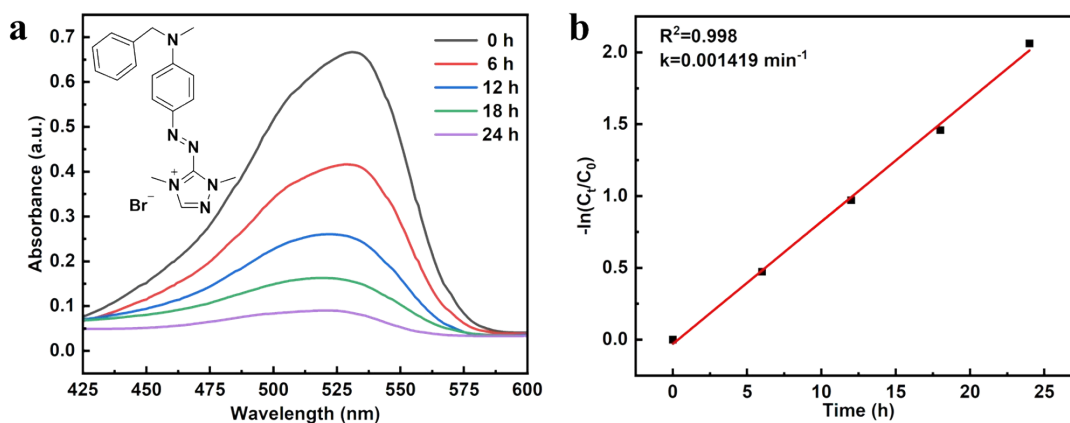 a
0.7
0.6
0.5
0.4
0.3
0.2
0.1
0.0
Absorbance (a.u.)
425 450 475 500 525 550 575 600
Wavelength (nm)
0 h
6 h
12 h
18 h
24 h
N
N
N
N + N
N
Br⁻
b
R²=0.998
k=0.001419 min⁻¹
2.0
1.5
1.0
0.5
0.0
-ln(Cₜ/C₀)
0 5 10 15 20 25
Time (h)